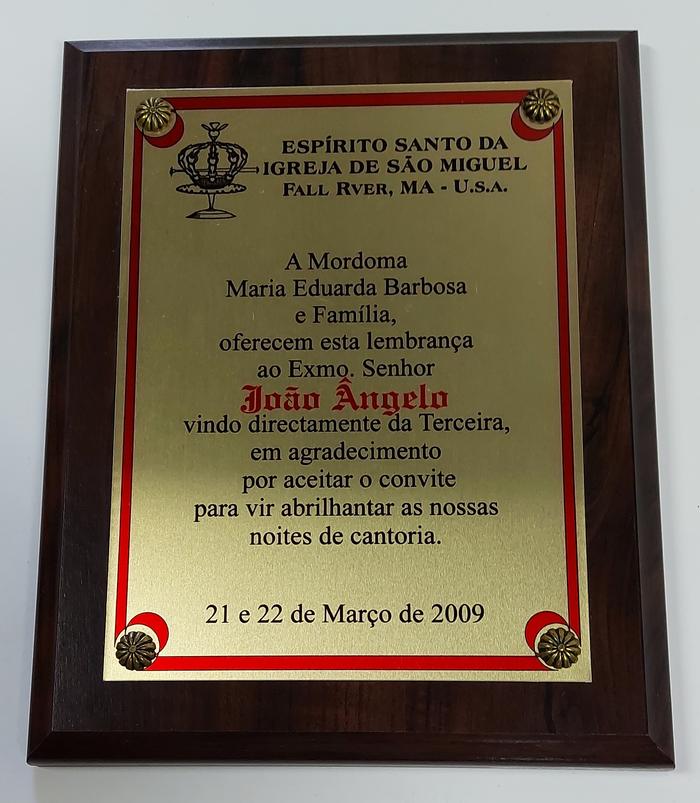 ESPÍRITO SANTO DA
IGREJA DE SÃO MIGUEL
FALL RVER, MA - U.S.A.
A Mordoma
Maria Eduarda Barbosa
e Família,
oferecem esta lembrança
ao Exmo. Senhor
João Ângelo
vindo directamente da Terceira,
em agradecimento
por aceitar o convite
para vir abrilhantar as nossas
noites de cantoria.
21 e 22 de Março de 2009